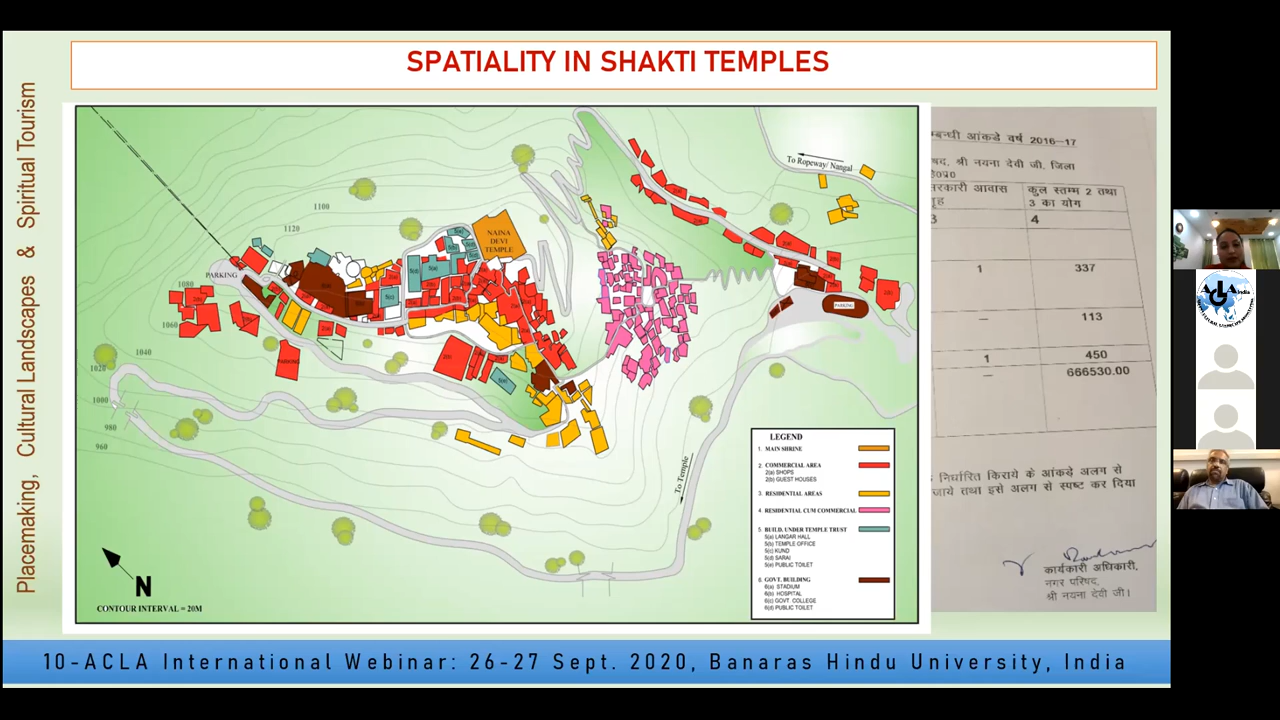 SPATIALITY IN SHAKTI TEMPLES
Placemaking, Cultural Landscapes & Spiritual Tourism
To Ropeway/ Nangal
1100
1120
NAINA
DEVI
TEMPLE
PARKING
1080
1060
1040
1020
1000
980
960
PARKING
PARKING
To Temple
N
CONTOUR INTERVAL = 20M
LEGEND
1. MAIN SHRINE
2. COMMERCIAL AREA
2(a) SHOPS
2(b) GUEST HOUSES
3. RESIDENTIAL AREAS
4. RESIDENTIAL CUM COMMERCIAL
5. BUILD. UNDER TEMPLE TRUST
5(a) LANGAR HALL
5(b) TEMPLE OFFICE
5(c) KUND
5(d) SARAI
5(e) PUBLIC TOILET
6. GOVT. BUILDING
6(a) STADIUM
6(b) HOSPITAL
6(c) GOVT. COLLEGE
6(d) PUBLIC TOILET
म्बन्धी आंकडे वर्ष 2016-17
षद, श्री नयना देवी जी, जिला
हि0प्र0
सरकारी आवास
गृह
कुल स्तम्भ 2 तथा
3 का योग
3 4
1 337
– 113
1 450
– 666530.00
निर्धारित किराये के आंकड़े अलग से
जाये तथा इसे अलग से स्पष्ट कर दिया
कार्यकारी अधिकारी,
नगर परिषद,
श्री नयना देवी जी।
10-ACLA International Webinar: 26-27 Sept. 2020, Banaras Hindu University, India
ACLA India